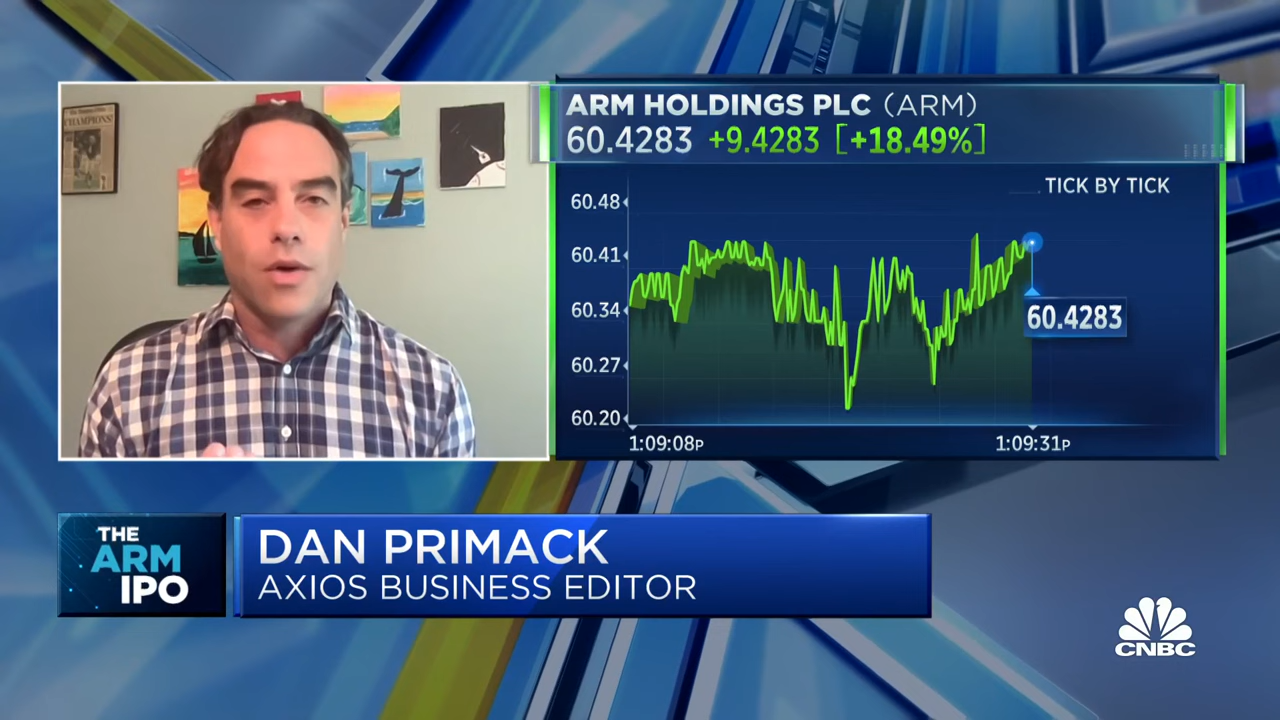 CHAMPIONS!
ARM HOLDINGS PLC (ARM)
60.4283 +9.4283 [+18.49%]
TICK BY TICK
60.48
60.41
60.34
60.27
60.20
60.4283
1:09:08P
1:09:31P
THE
ARM
IPO
DAN PRIMACK
AXIOS BUSINESS EDITOR
CNBC